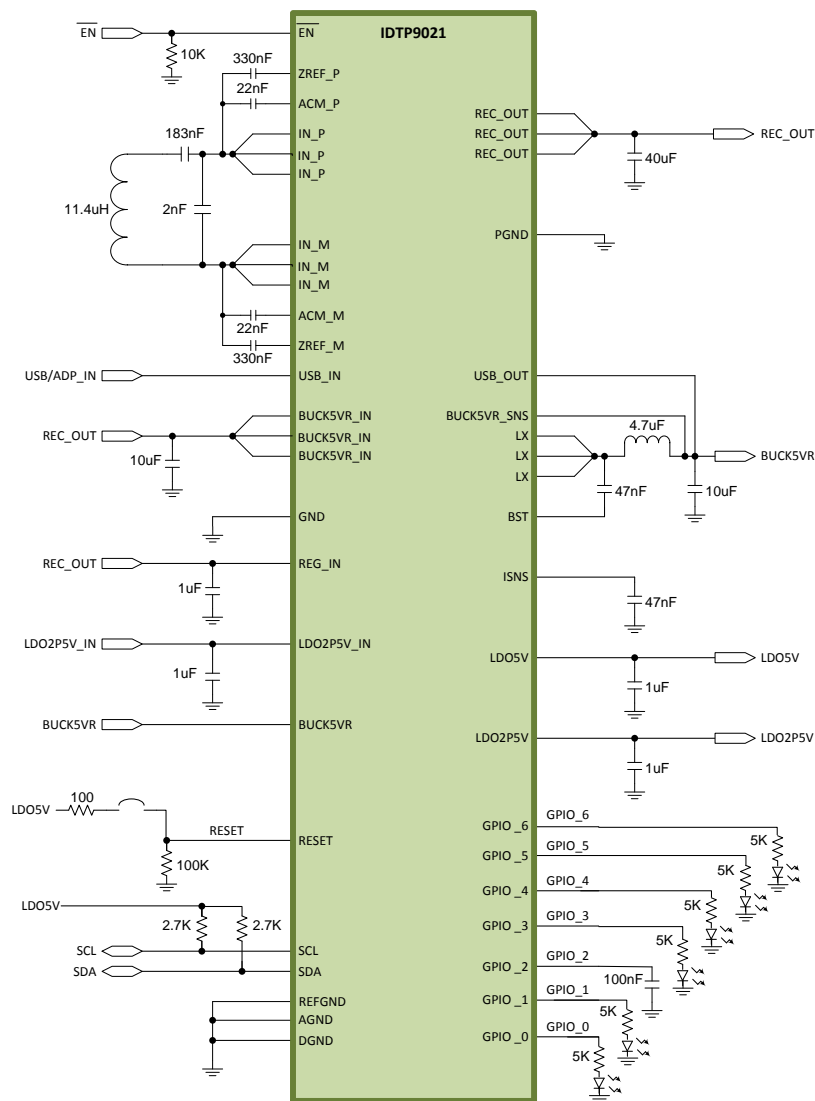 IDTP9021
EN
EN
10K
330nF
ZREF_P
22nF
ACM_P
183nF
IN_P
IN_P
IN_P
11.4uH
2nF
IN_M
IN_M
IN_M
ACM_M
22nF
ZREF_M
330nF
USB/ADP_IN
USB_IN
BUCK5VR_IN
REC_OUT
BUCK5VR_IN
BUCK5VR_IN
10uF
GND
REC_OUT
REG_IN
1uF
LDO2P5V_IN
LDO2P5V_IN
1uF
BUCK5VR
BUCK5VR
100
LDO5V
RESET
RESET
100K
LDO5V
2.7K
2.7K
SCL
SCL
SDA
SDA
REFGND
AGND
DGND
REC_OUT
REC_OUT
REC_OUT
REC_OUT
40uF
PGND
USB_OUT
BUCK5VR_SNS
4.7uF
LX
LX
LX
BUCK5VR
47nF
10uF
BST
ISNS
47nF
LDO5V
LDO5V
1uF
LDO2P5V
LDO2P5V
1uF
GPIO _6
GPIO_6
5K
GPIO _5
GPIO_5
5K
GPIO _4
GPIO_4
5K
GPIO _3
GPIO_3
5K
GPIO _2
GPIO_2
100nF
GPIO _1
GPIO_1
5K
GPIO _0
GPIO_0
5K